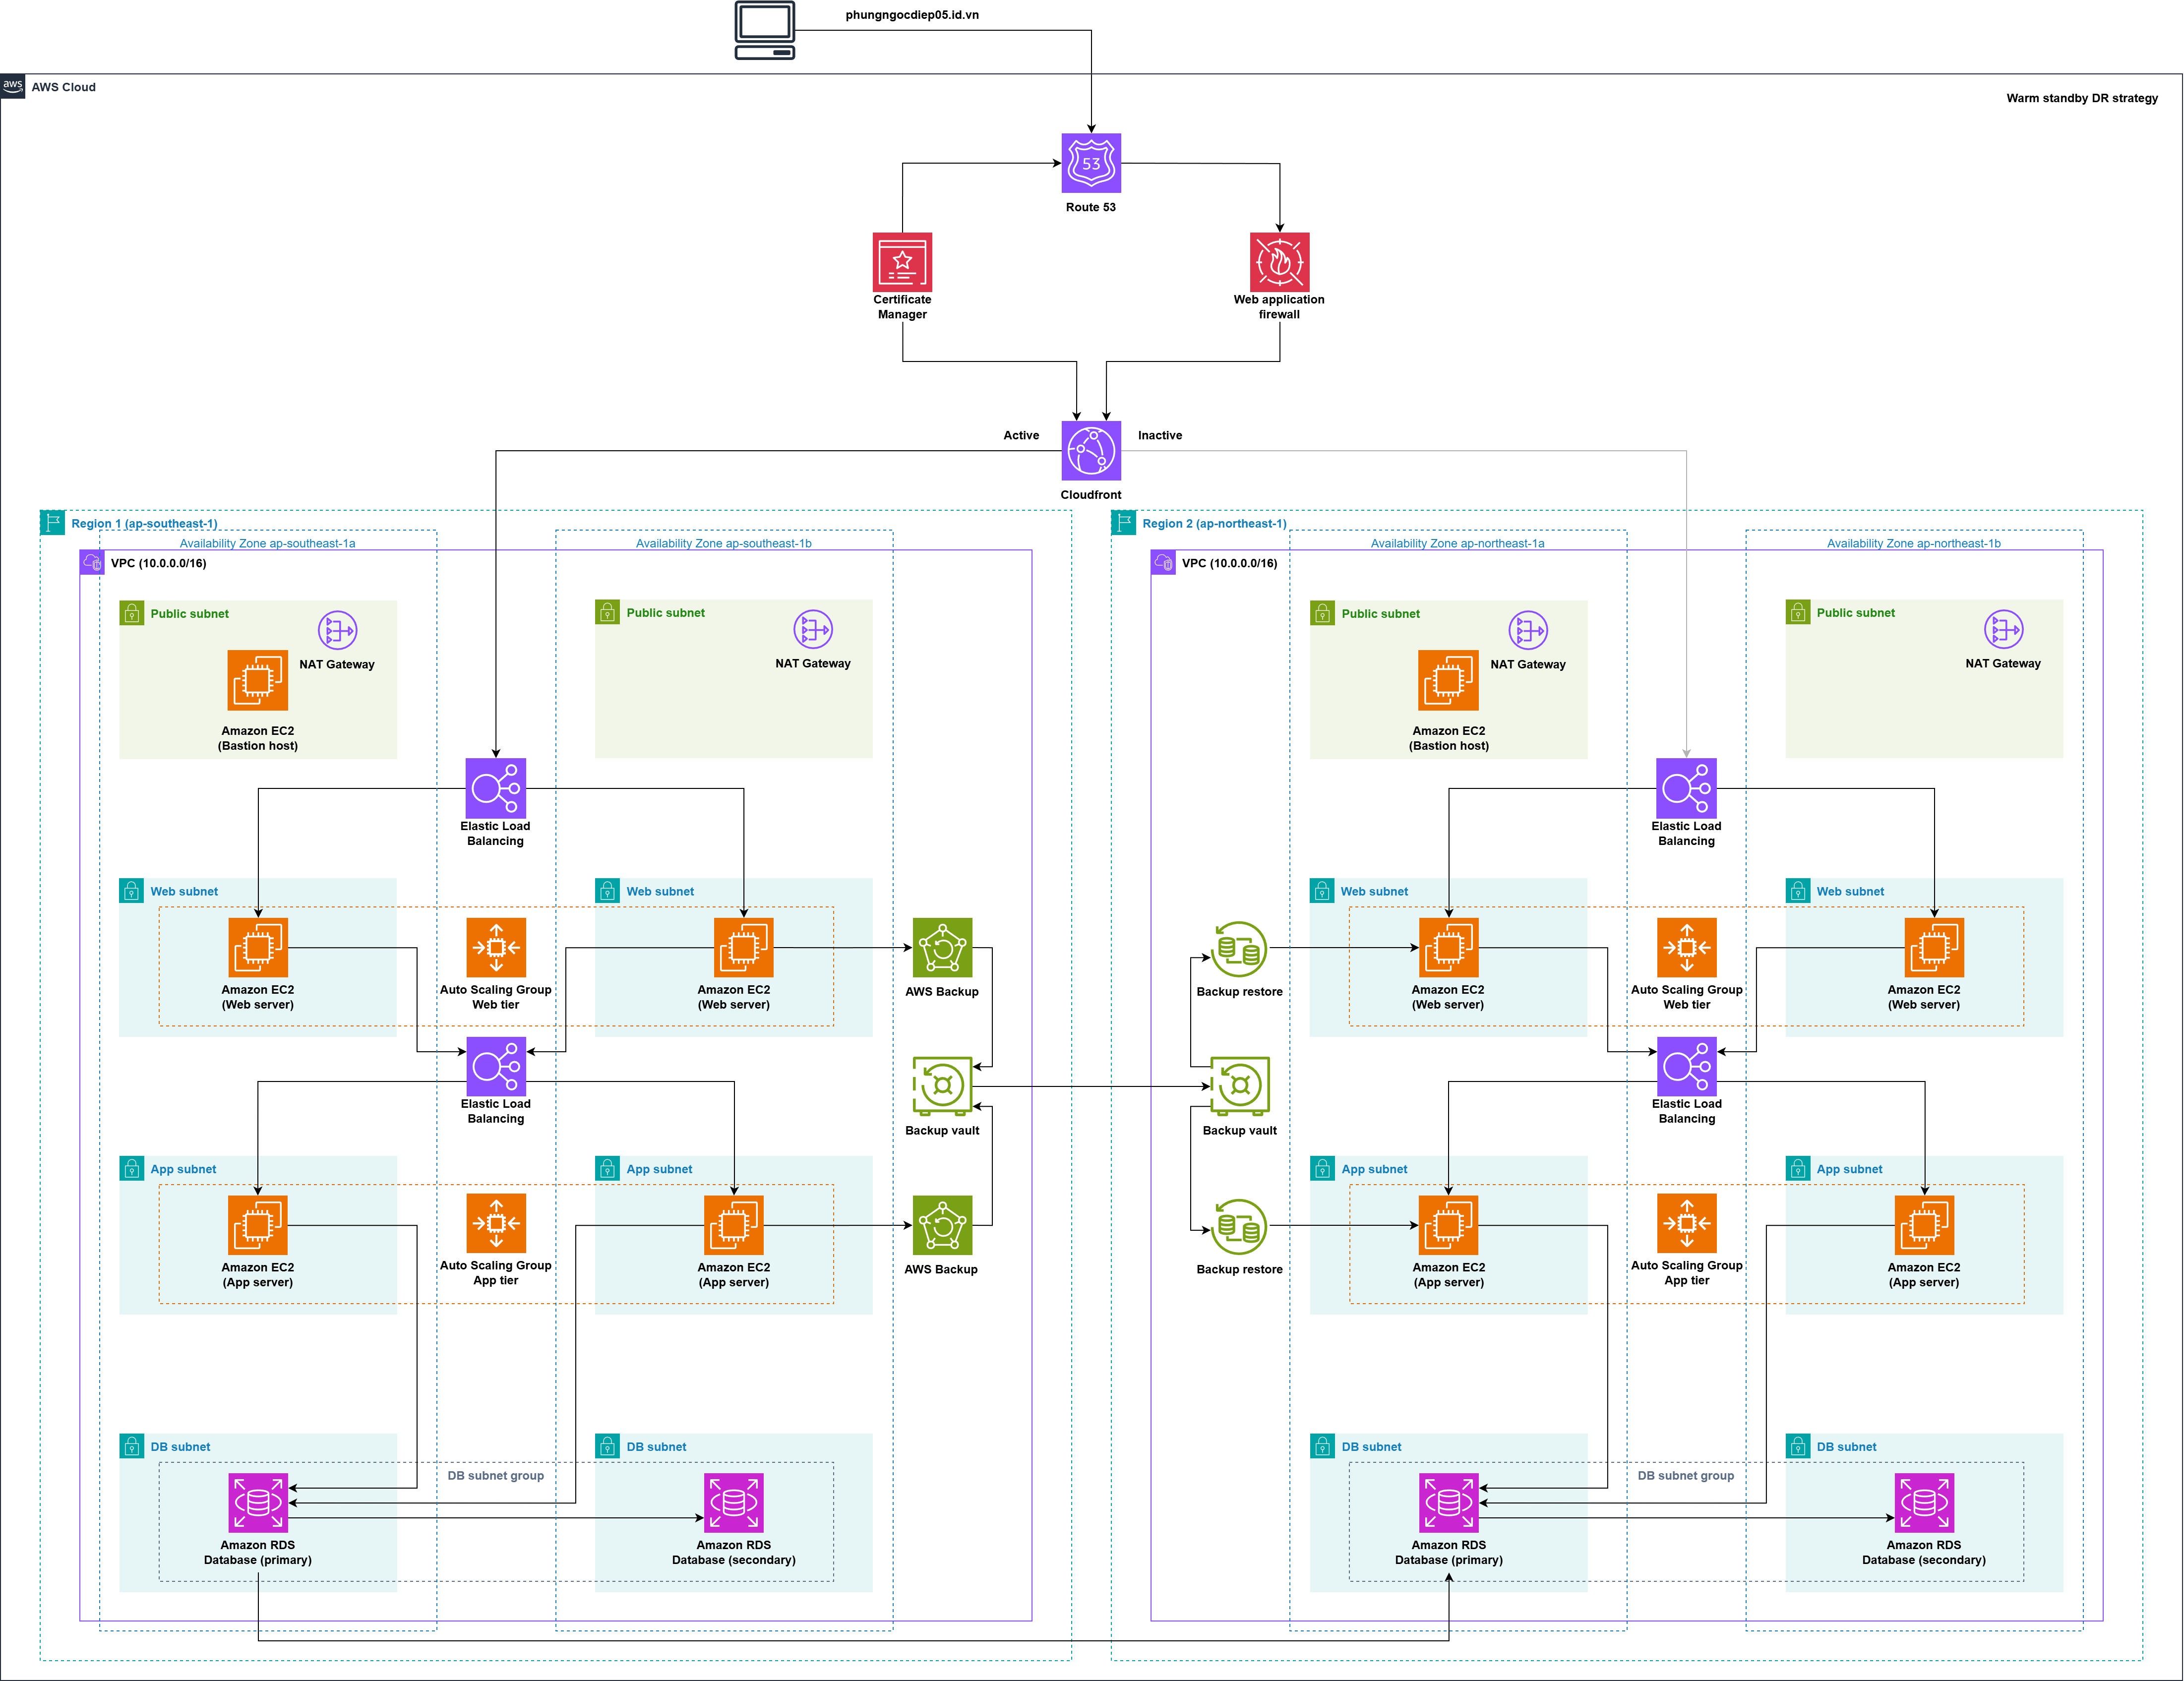 phungngocdiep05.id.vn
aws
AWS Cloud
Warm standby DR strategy
53
Route 53
Certificate
Manager
Web application
firewall
Active
Inactive
Cloudfront
Region 1 (ap-southeast-1)
Availability Zone ap-southeast-1a
Availability Zone ap-southeast-1b
VPC (10.0.0.0/16)
Public subnet
NAT Gateway
Amazon EC2
(Bastion host)
Public subnet
NAT Gateway
Elastic Load
Balancing
Web subnet
Web subnet
Amazon EC2
(Web server)
Auto Scaling Group
Web tier
Amazon EC2
(Web server)
AWS Backup
Elastic Load
Balancing
Backup vault
App subnet
App subnet
Amazon EC2
(App server)
Auto Scaling Group
App tier
Amazon EC2
(App server)
AWS Backup
DB subnet
DB subnet
DB subnet group
Amazon RDS
Database (primary)
Amazon RDS
Database (secondary)
Region 2 (ap-northeast-1)
Availability Zone ap-northeast-1a
Availability Zone ap-northeast-1b
VPC (10.0.0.0/16)
Public subnet
NAT Gateway
Amazon EC2
(Bastion host)
Public subnet
NAT Gateway
Elastic Load
Balancing
Web subnet
Web subnet
Backup restore
Amazon EC2
(Web server)
Auto Scaling Group
Web tier
Amazon EC2
(Web server)
Elastic Load
Balancing
Backup vault
App subnet
App subnet
Backup restore
Amazon EC2
(App server)
Auto Scaling Group
App tier
Amazon EC2
(App server)
DB subnet
DB subnet
DB subnet group
Amazon RDS
Database (primary)
Amazon RDS
Database (secondary)